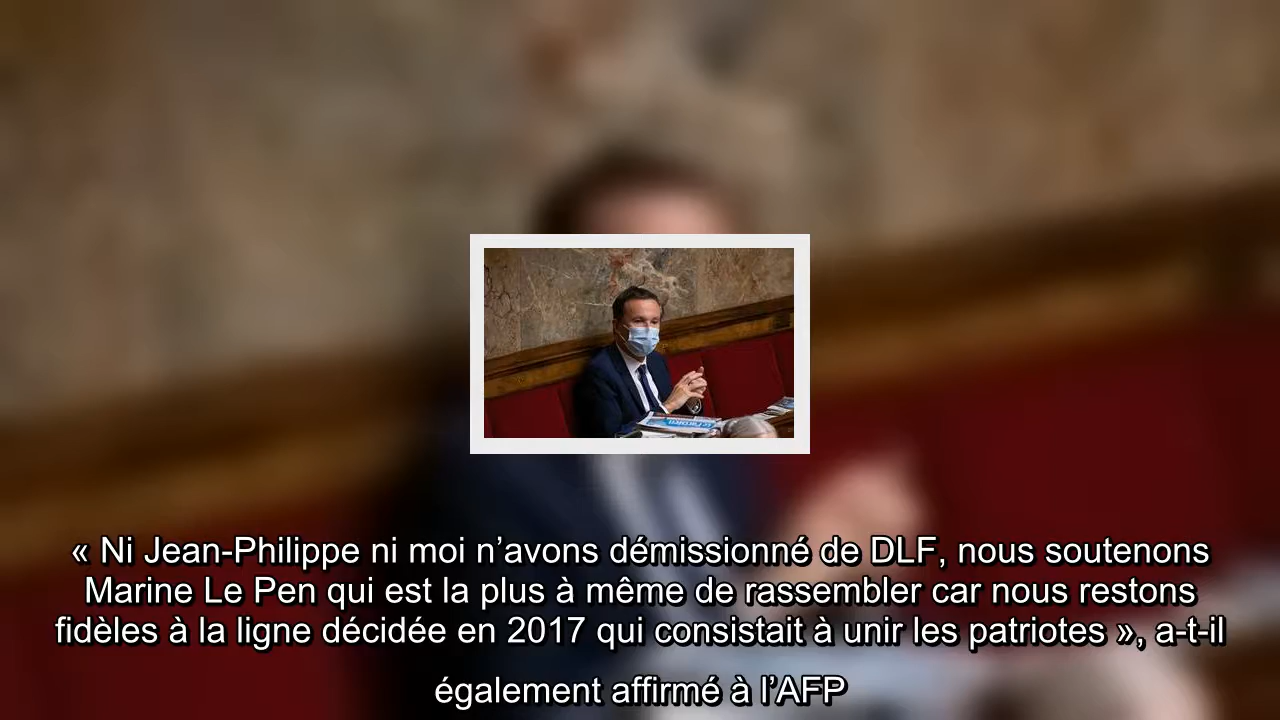 « Ni Jean-Philippe ni moi n’avons démissionné de DLF, nous soutenons
Marine Le Pen qui est la plus à même de rassembler car nous restons
fidèles à la ligne décidée en 2017 qui consistait à unir les patriotes », a-t-il
également affirmé à l’AFP